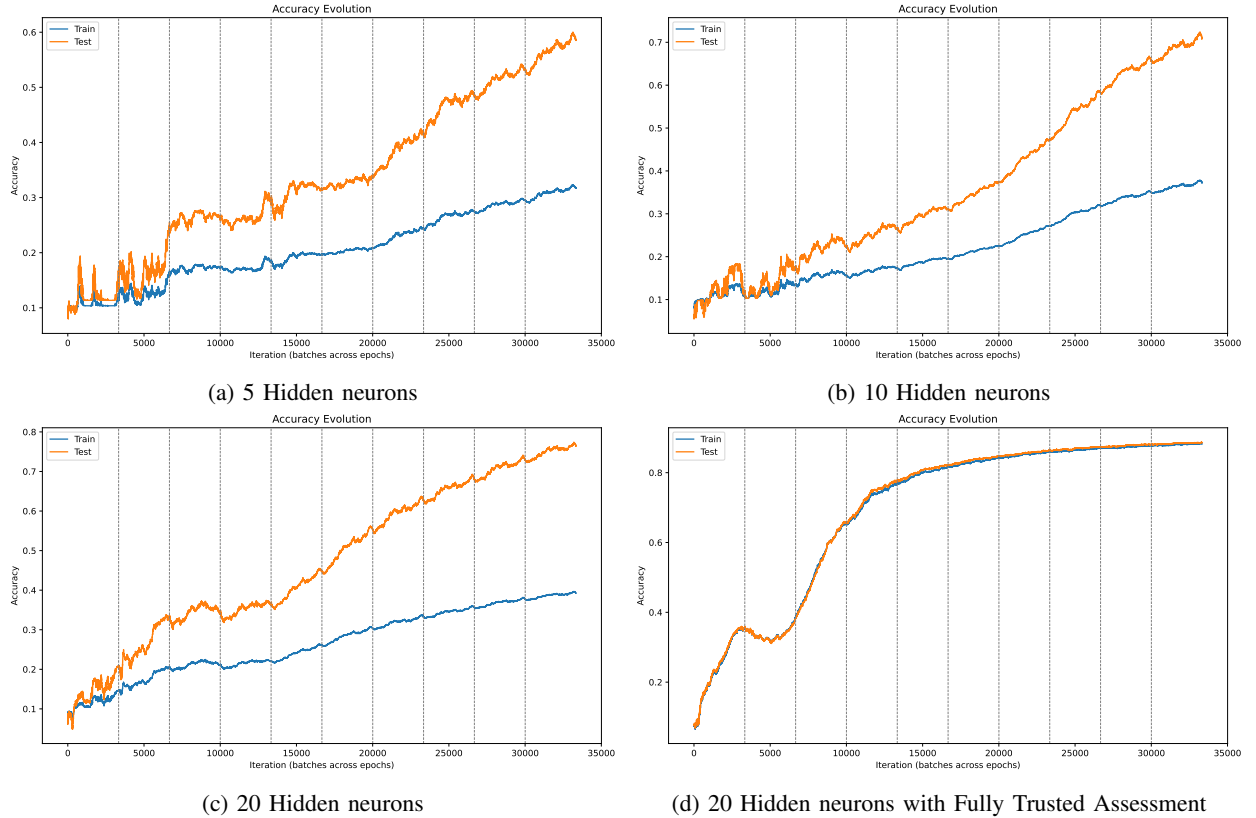 Accuracy Evolution
Train
Test
0.6
0.5
0.4
0.3
0.2
0.1
Accuracy
0 5000 10000 15000 20000 25000 30000 35000
Iteration (batches across epochs)
(a) 5 Hidden neurons
Accuracy Evolution
Train
Test
0.7
0.6
0.5
0.4
0.3
0.2
0.1
Accuracy
0 5000 10000 15000 20000 25000 30000 35000
Iteration (batches across epochs)
(b) 10 Hidden neurons
Accuracy Evolution
Train
Test
0.8
0.7
0.6
0.5
0.4
0.3
0.2
0.1
Accuracy
0 5000 10000 15000 20000 25000 30000 35000
Iteration (batches across epochs)
(c) 20 Hidden neurons
Accuracy Evolution
Train
Test
0.8
0.6
0.4
0.2
Accuracy
0 5000 10000 15000 20000 25000 30000 35000
Iteration (batches across epochs)
(d) 20 Hidden neurons with Fully Trusted Assessment